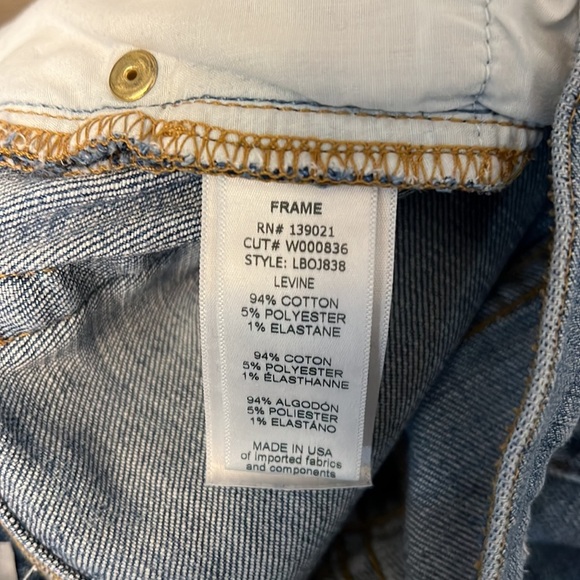 FRAME
RN# 139021
CUT# W000836
STYLE: LBOJ838
LEVINE
94% COTTON
5% POLYESTER
1% ELASTANE
94% COTON
5% POLYESTER
1% ÉLASTHANNE
94% ALGODÓN
5% POLIESTER
1% ELASTÁNO
MADE IN USA
of imported fabrics
and components